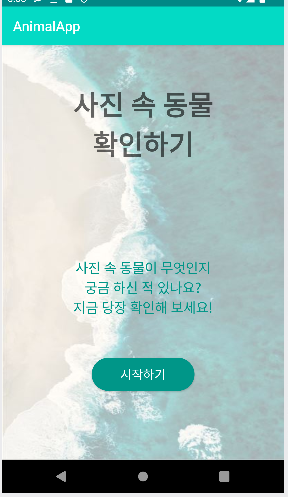 AnimalApp
사진 속 동물
확인하기
사진 속 동물이 무엇인지
궁금 하신 적 있나요?
지금 당장 확인해 보세요!
시작하기